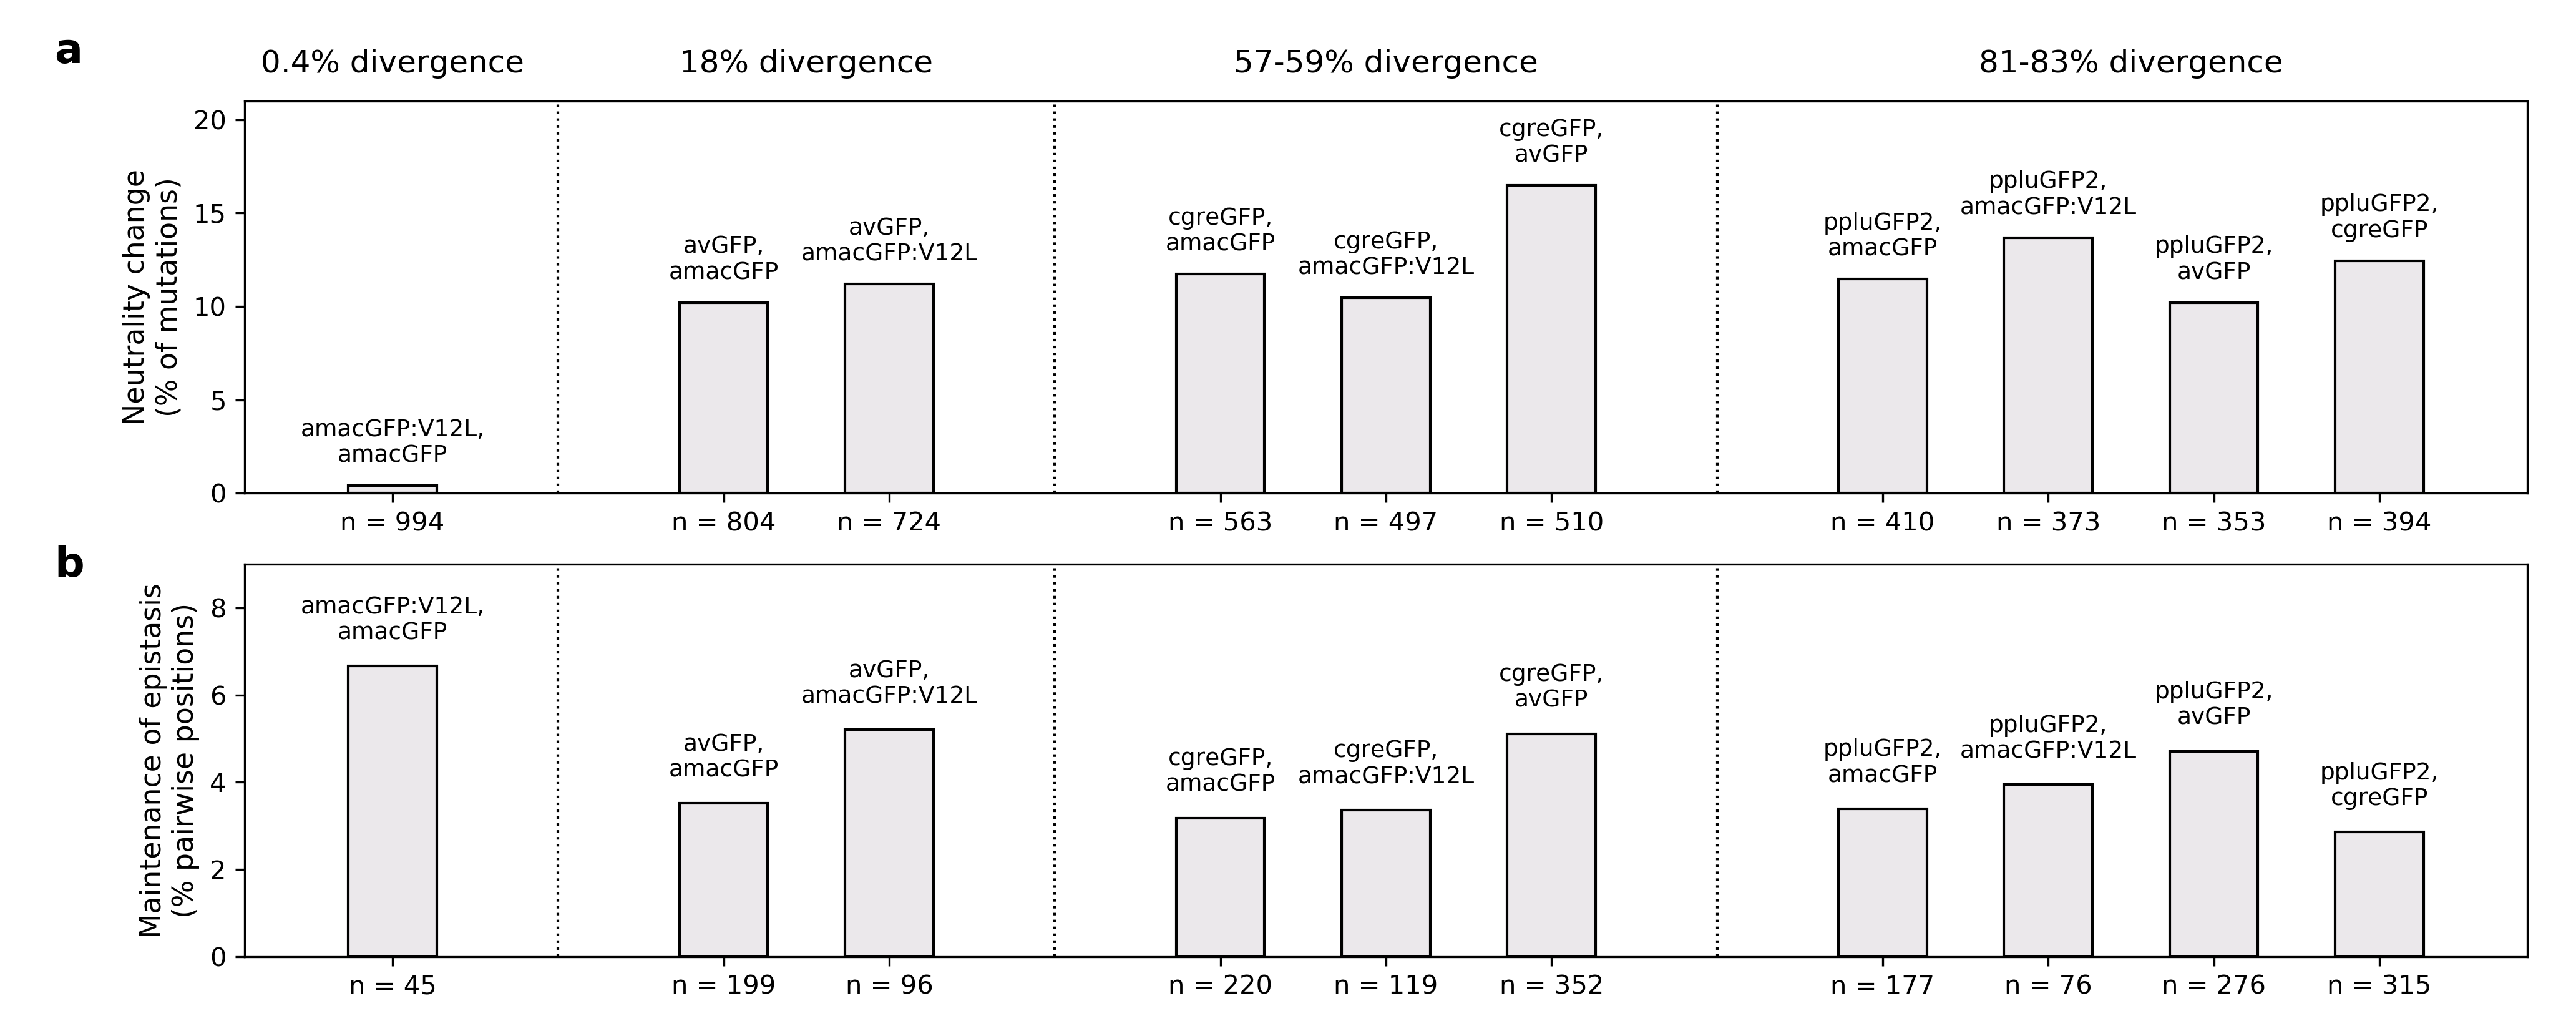 a
0.4% divergence
18% divergence
57-59% divergence
81-83% divergence
Neutrality change
(% of mutations)
20
15
10
5
0
amacGFP:V12L,
amacGFP
avGFP,
amacGFP
avGFP,
amacGFP:V12L
cgreGFP,
amacGFP
cgreGFP,
amacGFP:V12L
cgreGFP,
avGFP
ppluGFP2,
amacGFP
ppluGFP2,
amacGFP:V12L
ppluGFP2,
avGFP
ppluGFP2,
cgreGFP
n = 994
n = 804
n = 724
n = 563
n = 497
n = 510
n = 410
n = 373
n = 353
n = 394
b
Maintenance of epistasis
(% pairwise positions)
8
6
4
2
0
amacGFP:V12L,
amacGFP
avGFP,
amacGFP
avGFP,
amacGFP:V12L
cgreGFP,
amacGFP
cgreGFP,
amacGFP:V12L
cgreGFP,
avGFP
ppluGFP2,
amacGFP
ppluGFP2,
amacGFP:V12L
ppluGFP2,
avGFP
ppluGFP2,
cgreGFP
n = 45
n = 199
n = 96
n = 220
n = 119
n = 352
n = 177
n = 76
n = 276
n = 315